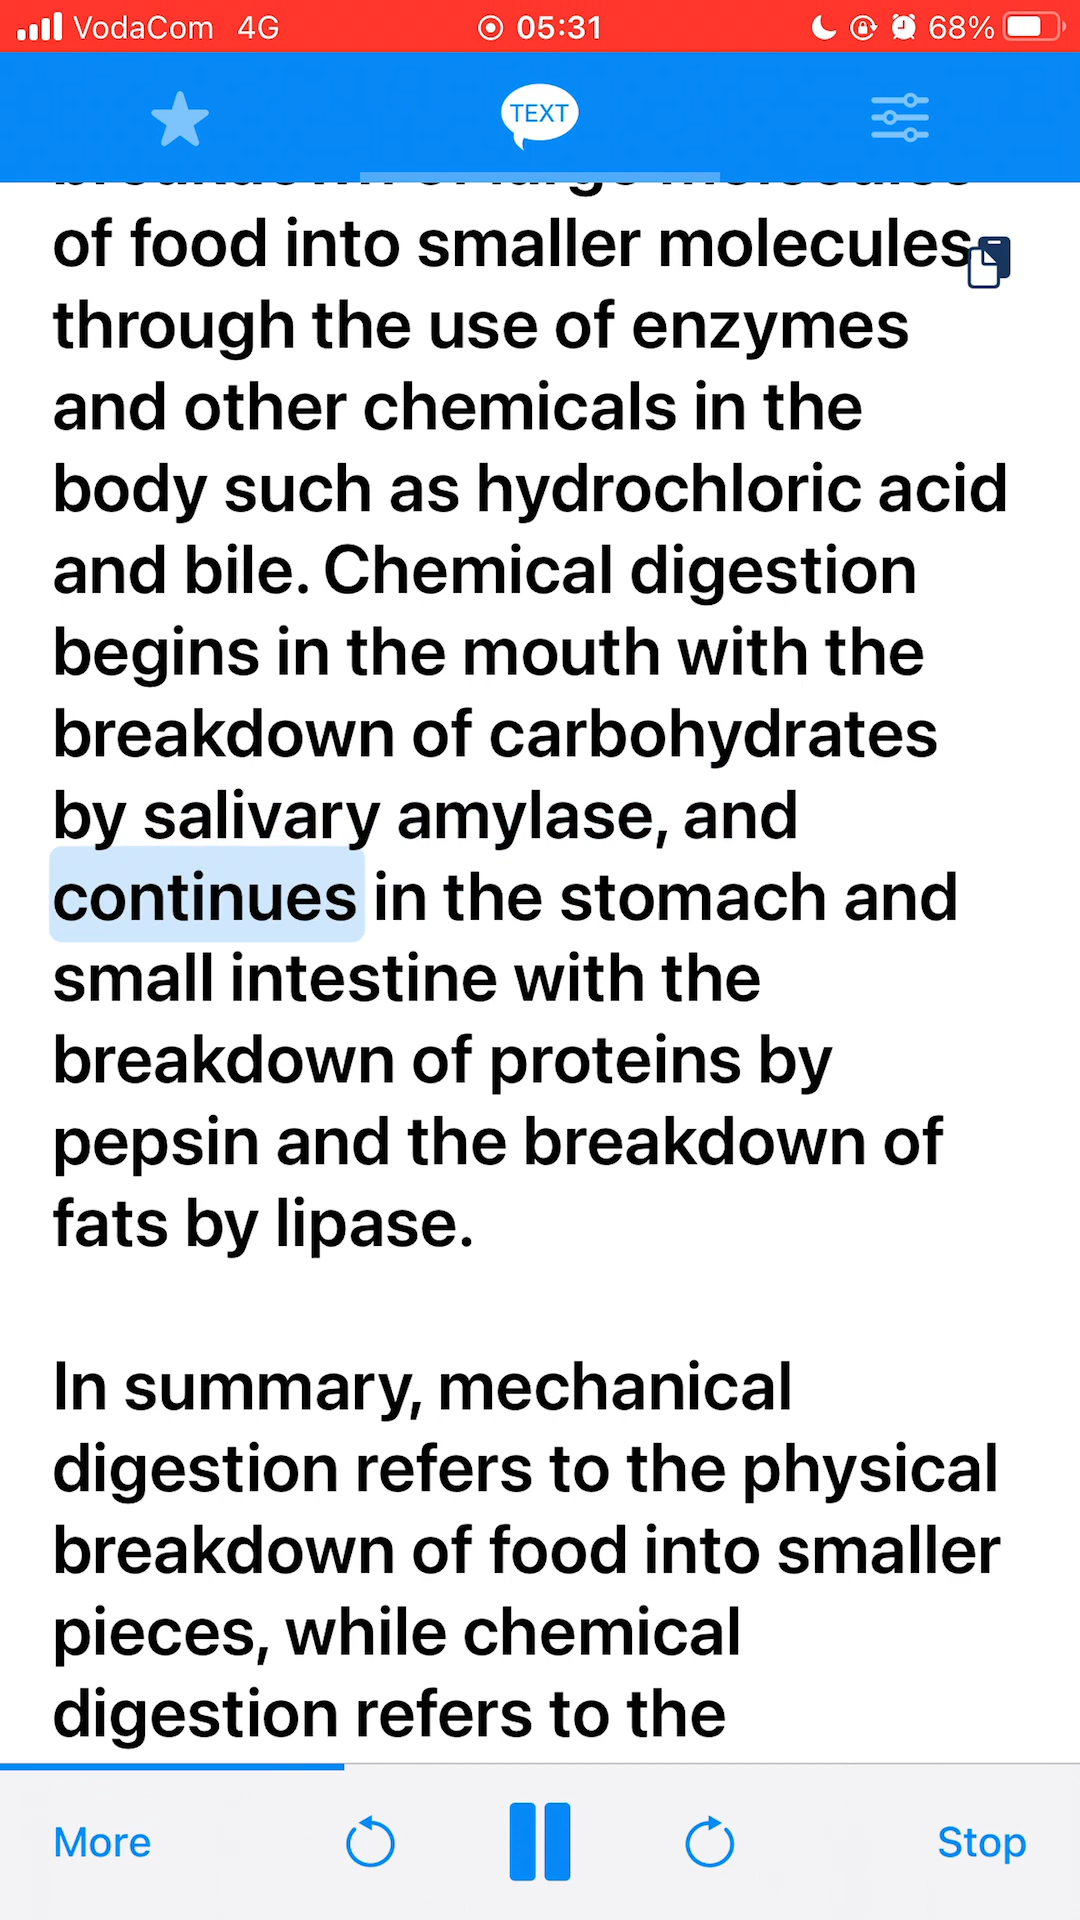 VodaCom 4G 05:31 68%
TEXT
of food into smaller molecules
through the use of enzymes
and other chemicals in the
body such as hydrochloric acid
and bile. Chemical digestion
begins in the mouth with the
breakdown of carbohydrates
by salivary amylase, and
continues in the stomach and
small intestine with the
breakdown of proteins by
pepsin and the breakdown of
fats by lipase.
In summary, mechanical
digestion refers to the physical
breakdown of food into smaller
pieces, while chemical
digestion refers to the
More Stop